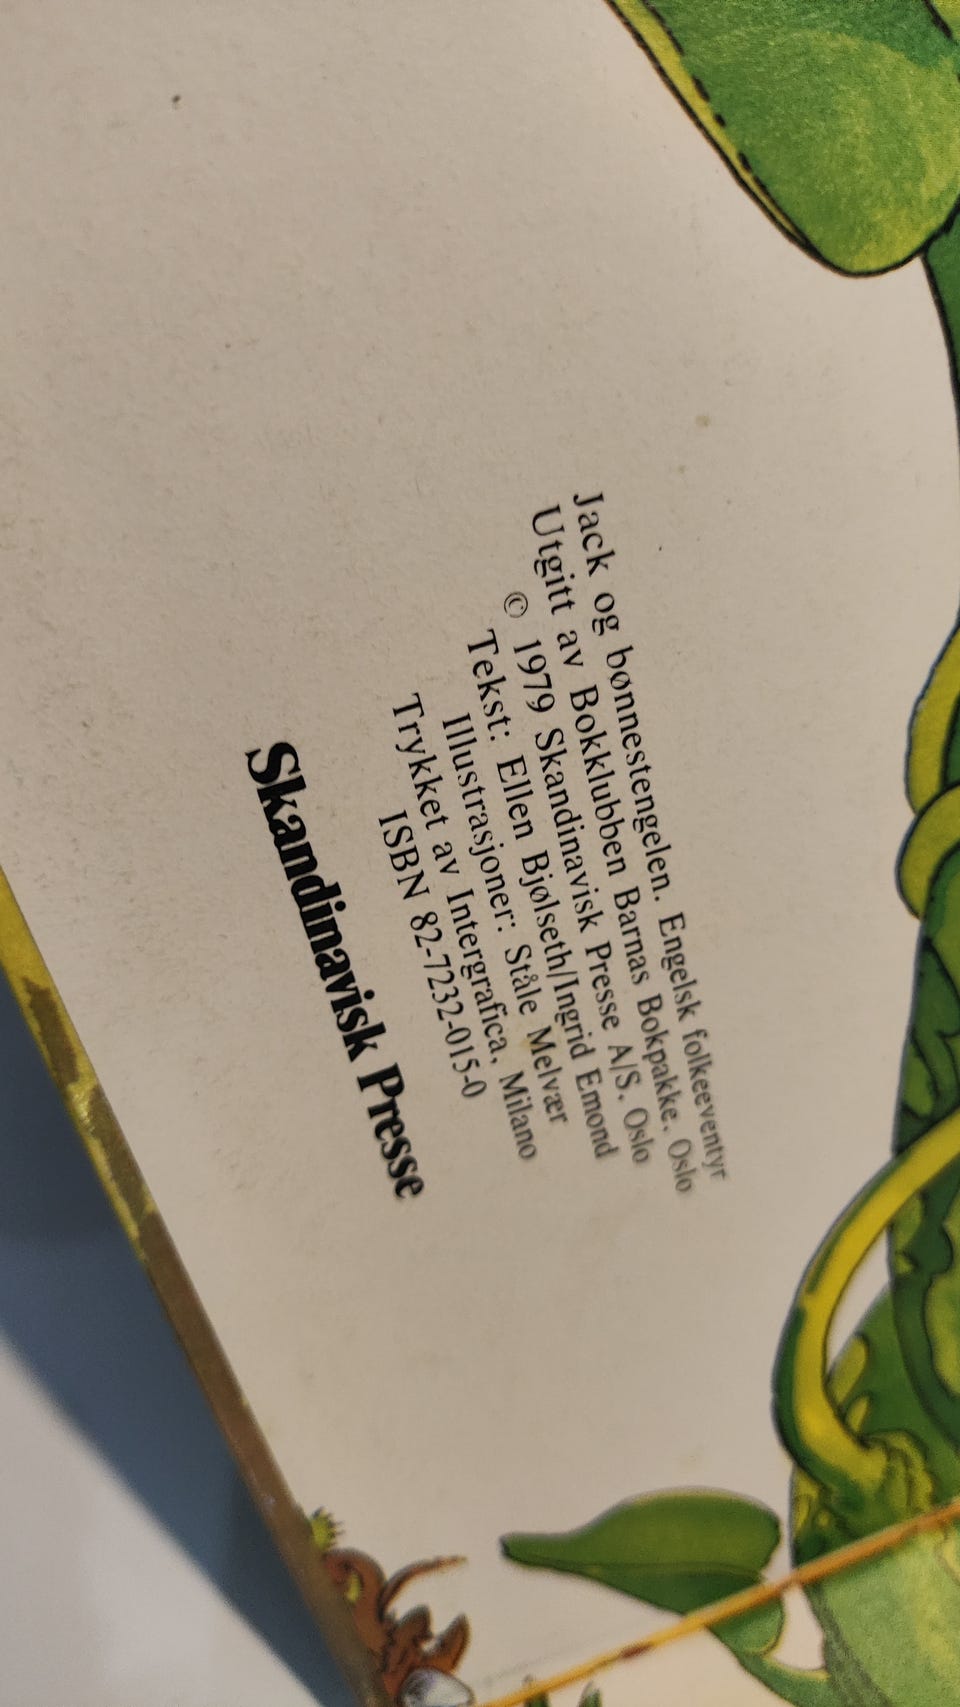 Jack og bønnestengelen. Engelsk folkeeventyr
Utgitt av Bokklubben Barnas Bokpakke, Oslo
© 1979 Skandinavisk Presse A/S, Oslo
Tekst: Ellen Bjølseth/Ingrid Emond
Illustrasjoner: Ståle Melvær
Trykket av Intergrafica, Milano
ISBN 82-7232-015-0
Skandinavisk Presse